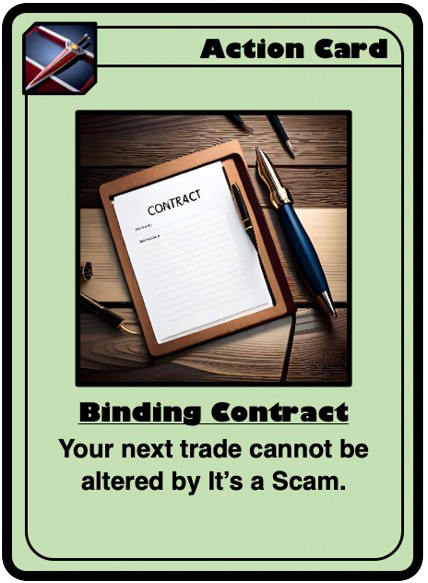 Action Card
CONTRACT
Binding Contract
Your next trade cannot be
altered by It’s a Scam.